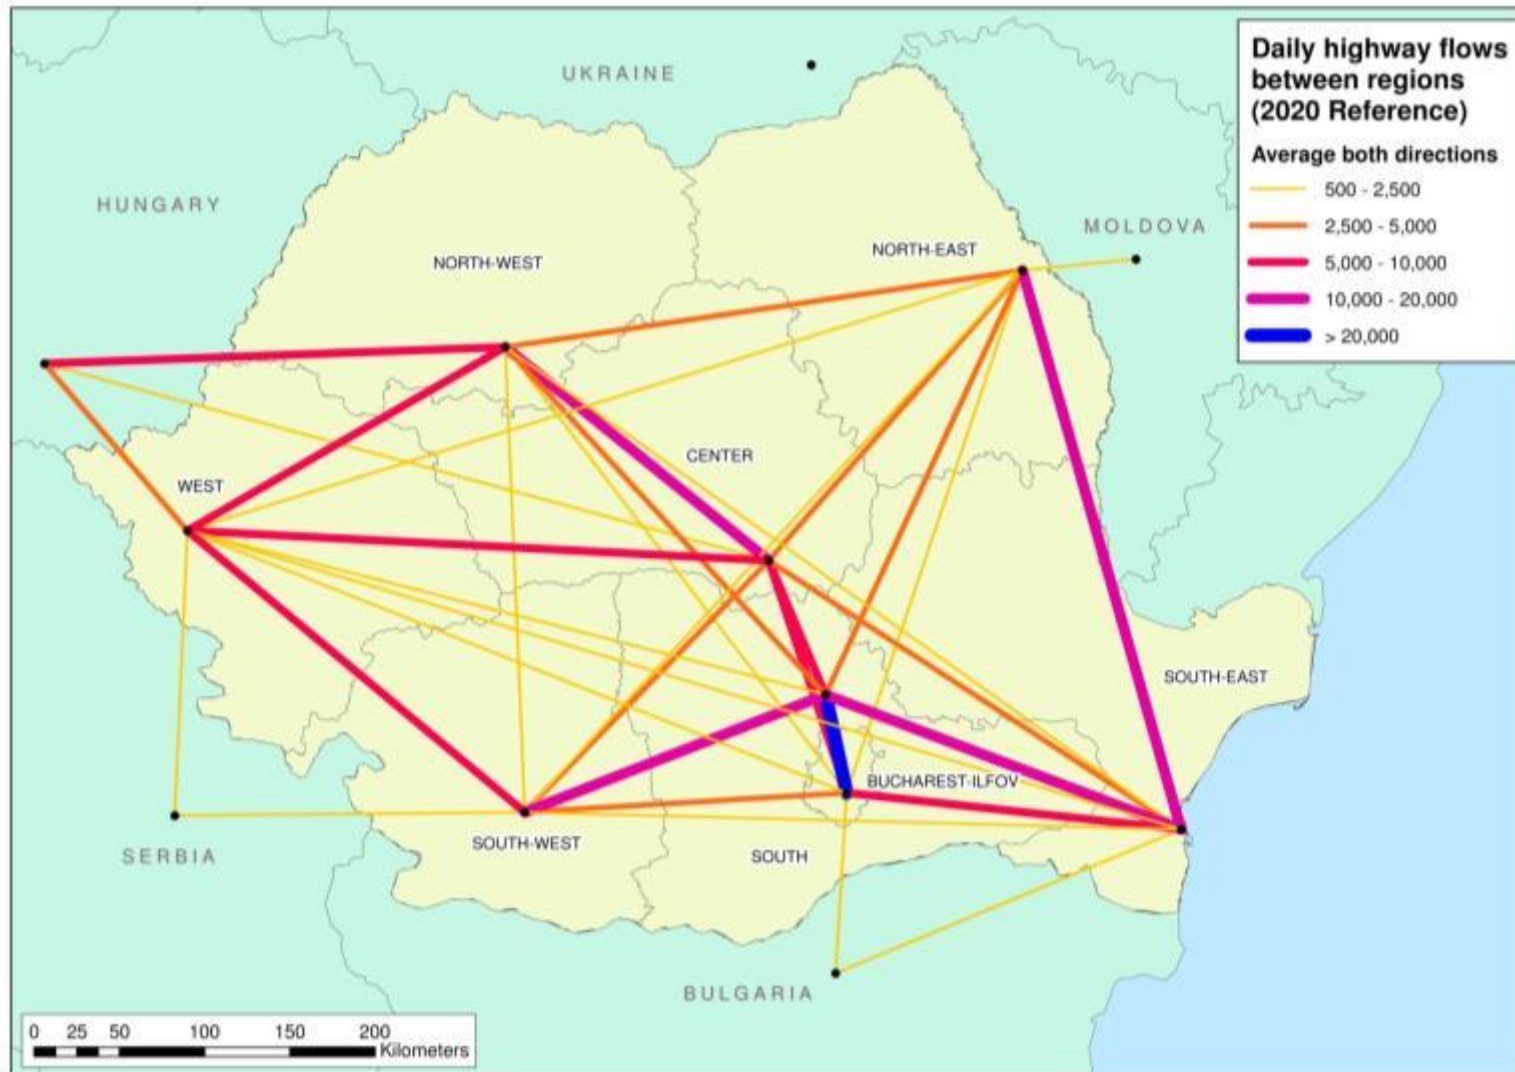 Daily highway flows
between regions
(2020 Reference)
Average both directions
500 - 2,500
2,500 - 5,000
5,000 - 10,000
10,000 - 20,000
> 20,000
UKRAINE
HUNGARY
MOLDOVA
NORTH-EAST
NORTH-WEST
CENTER
WEST
SOUTH-EAST
BUCHAREST-ILFOV
SOUTH-WEST
SOUTH
SERBIA
BULGARIA
0 25 50 100 150 200
Kilometers